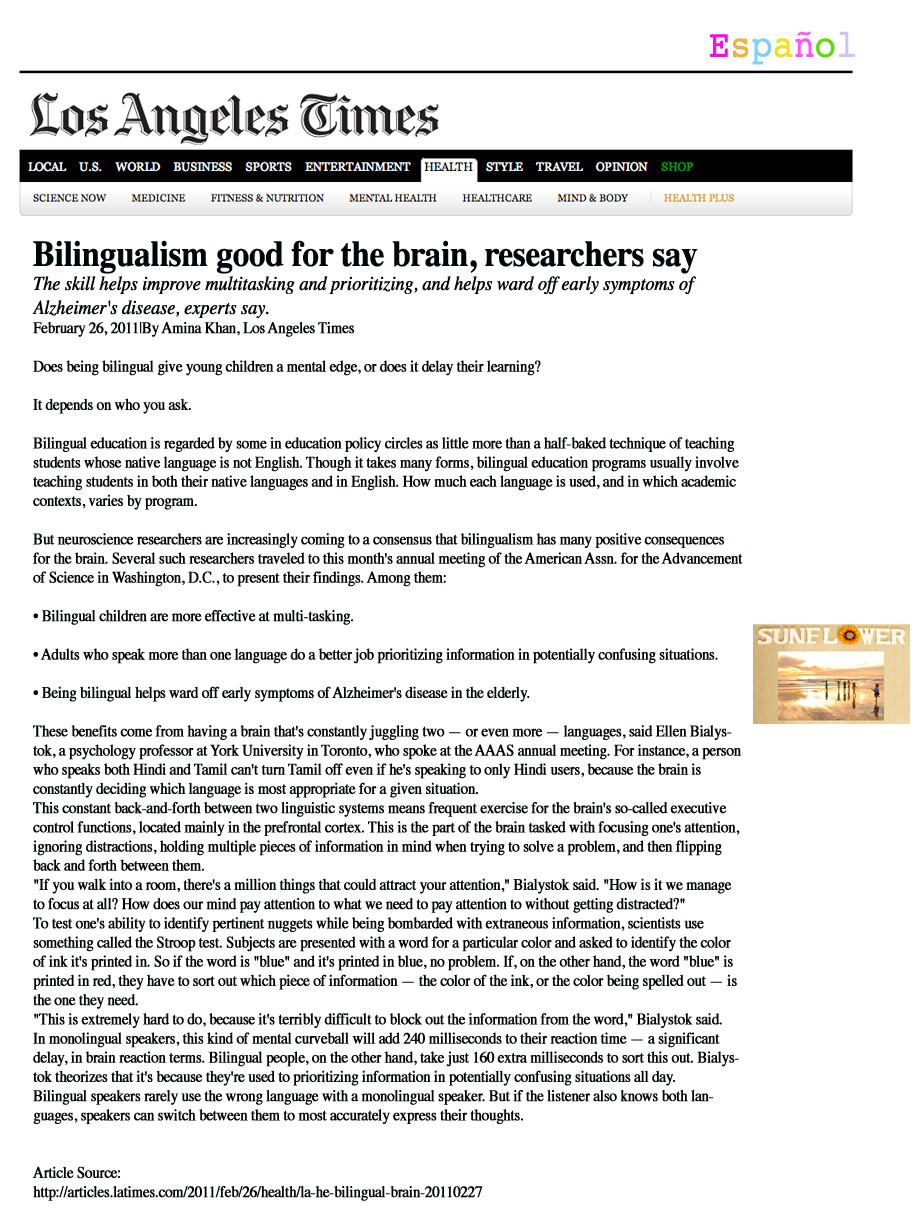 Español
Los Angeles Times
LOCAL U.S. WORLD BUSINESS SPORTS ENTERTAINMENT HEALTH STYLE TRAVEL OPINION SHOP
SCIENCE NOW MEDICINE FITNESS & NUTRITION MENTAL HEALTH HEALTHCARE MIND & BODY HEALTH PLUS
Bilingualism good for the brain, researchers say
The skill helps improve multitasking and prioritizing, and helps ward off early symptoms of
Alzheimer's disease, experts say.
February 26, 2011|By Amina Khan, Los Angeles Times
Does being bilingual give young children a mental edge, or does it delay their learning?
It depends on who you ask.
Bilingual education is regarded by some in education policy circles as little more than a half-baked technique of teaching
students whose native language is not English. Though it takes many forms, bilingual education programs usually involve
teaching students in both their native languages and in English. How much each language is used, and in which academic
contexts, varies by program.
But neuroscience researchers are increasingly coming to a consensus that bilingualism has many positive consequences
for the brain. Several such researchers traveled to this month's annual meeting of the American Assn. for the Advancement
of Science in Washington, D.C., to present their findings. Among them:
• Bilingual children are more effective at multi-tasking.
• Adults who speak more than one language do a better job prioritizing information in potentially confusing situations.
• Being bilingual helps ward off early symptoms of Alzheimer's disease in the elderly.
SUNFLOWER
These benefits come from having a brain that's constantly juggling two — or even more — languages, said Ellen Bialys-
tok, a psychology professor at York University in Toronto, who spoke at the AAAS annual meeting. For instance, a person
who speaks both Hindi and Tamil can't turn Tamil off even if he's speaking to only Hindi users, because the brain is
constantly deciding which language is most appropriate for a given situation.
This constant back-and-forth between two linguistic systems means frequent exercise for the brain's so-called executive
control functions, located mainly in the prefrontal cortex. This is the part of the brain tasked with focusing one's attention,
ignoring distractions, holding multiple pieces of information in mind when trying to solve a problem, and then flipping
back and forth between them.
"If you walk into a room, there's a million things that could attract your attention," Bialystok said. "How is it we manage
to focus at all? How does our mind pay attention to what we need to pay attention to without getting distracted?"
To test one's ability to identify pertinent nuggets while being bombarded with extraneous information, scientists use
something called the Stroop test. Subjects are presented with a word for a particular color and asked to identify the color
of ink it's printed in. So if the word is "blue" and it's printed in blue, no problem. If, on the other hand, the word "blue" is
printed in red, they have to sort out which piece of information — the color of the ink, or the color being spelled out — is
the one they need.
"This is extremely hard to do, because it's terribly difficult to block out the information from the word," Bialystok said.
In monolingual speakers, this kind of mental curveball will add 240 milliseconds to their reaction time — a significant
delay, in brain reaction terms. Bilingual people, on the other hand, take just 160 extra milliseconds to sort this out. Bialys-
tok theorizes that it's because they're used to prioritizing information in potentially confusing situations all day.
Bilingual speakers rarely use the wrong language with a monolingual speaker. But if the listener also knows both lan-
guages, speakers can switch between them to most accurately express their thoughts.
Article Source:
http://articles.latimes.com/2011/feb/26/health/la-he-bilingual-brain-20110227